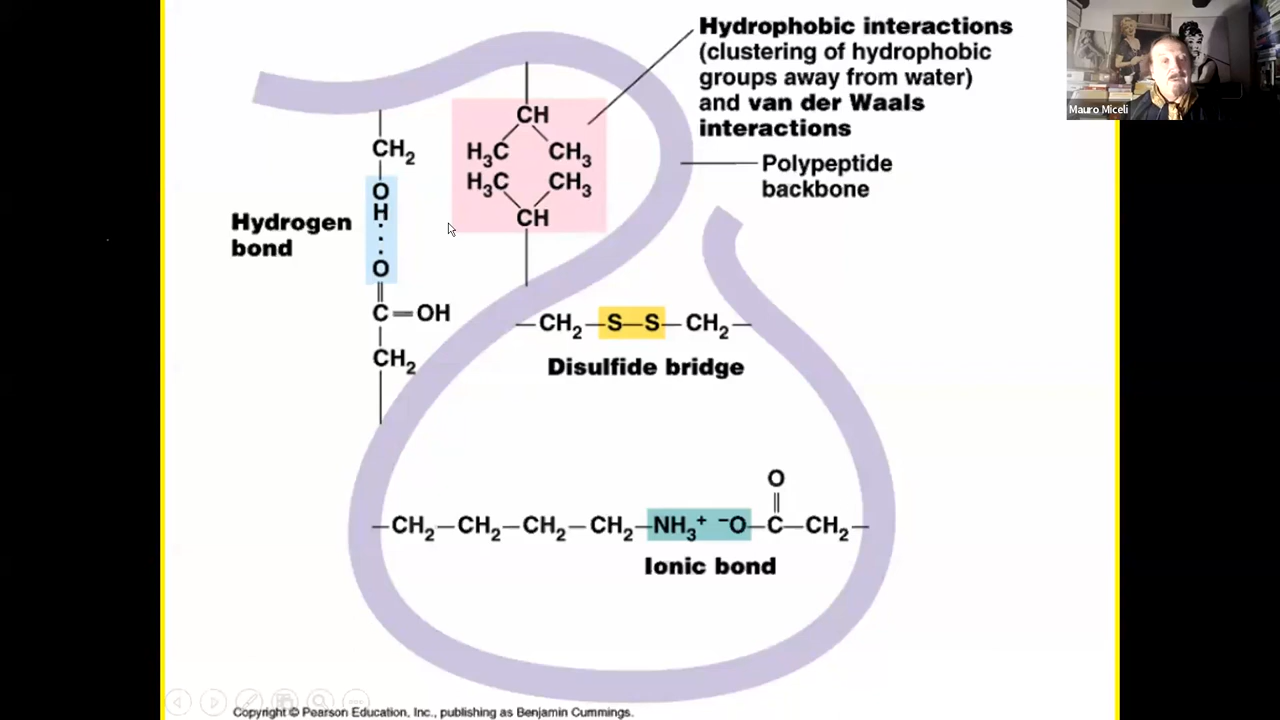 Hydrophobic interactions
(clustering of hydrophobic
groups away from water)
and van der Waals
interactions
Mauro Miceli
Polypeptide
backbone
CH
H₃C CH₃
H₃C CH₃
CH
CH₂
OH
O
C=OH
CH₂
Hydrogen
bond
—CH₂—S—S—CH₂—
Disulfide bridge
O
—CH₂—CH₂—CH₂—CH₂—NH₃⁺ ⁻O—C—CH₂—
Ionic bond
Copyright © Pearson Education, Inc., publishing as Benjamin Cummings.